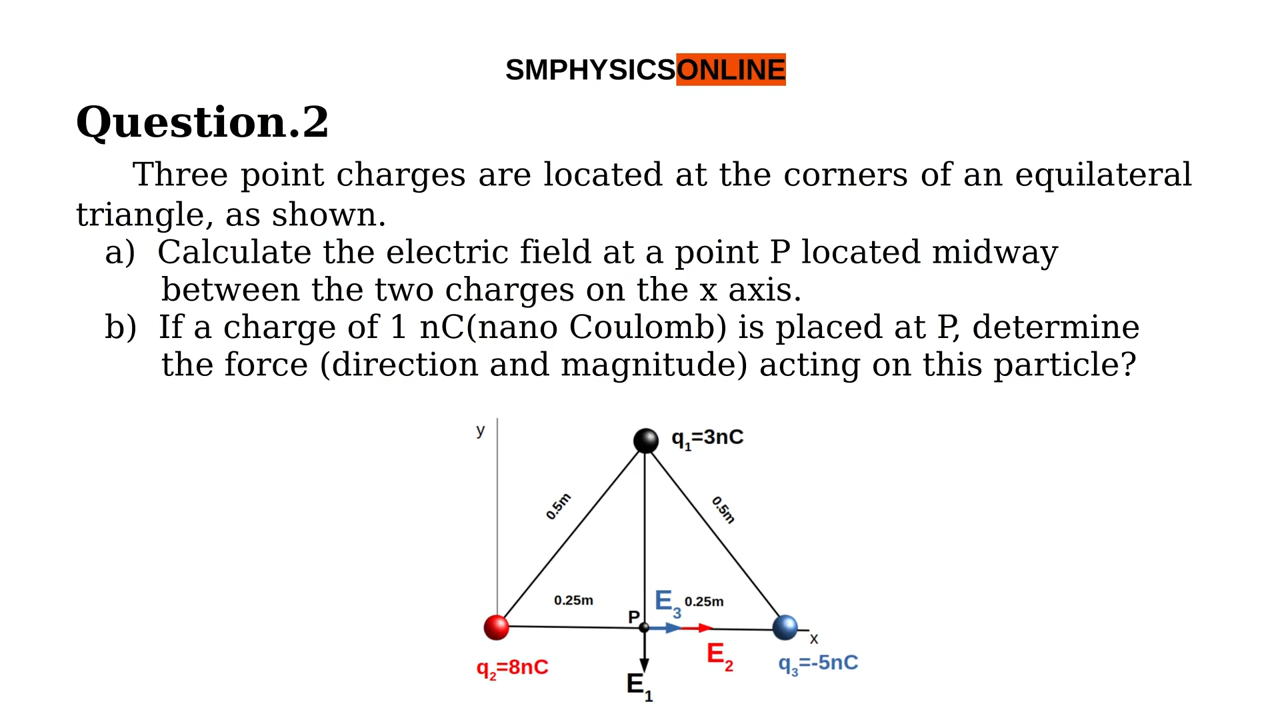 SMPHYSICSONLINE
Question.2
Three point charges are located at the corners of an equilateral
triangle, as shown.
a) Calculate the electric field at a point P located midway
between the two charges on the x axis.
b) If a charge of 1 nC(nano Coulomb) is placed at P, determine
the force (direction and magnitude) acting on this particle?
y
q1=3nC
0.5m
0.5m
0.25m
P
E3
0.25m
x
E2
q2=8nC
q3=-5nC
E1